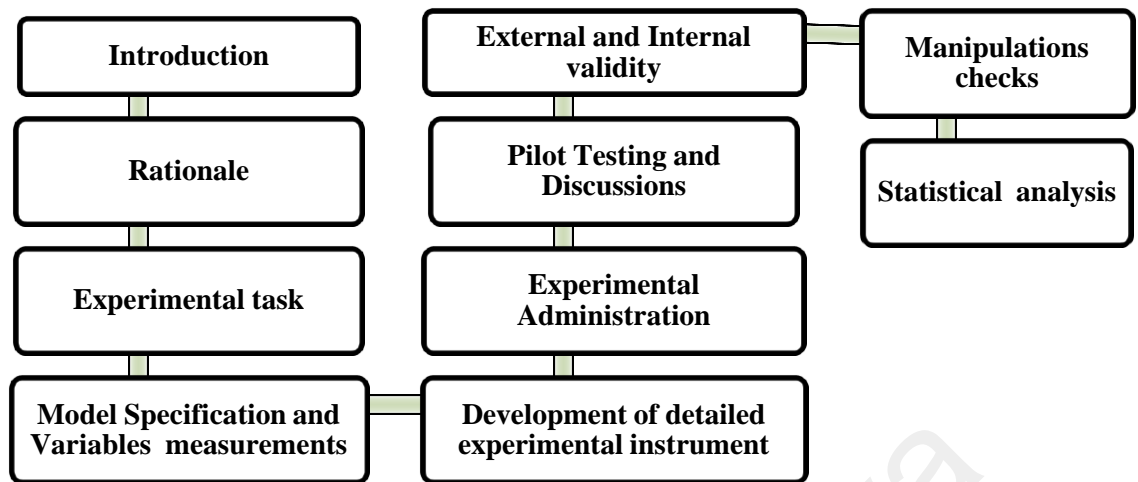 Introduction
Rationale
Experimental task
Model Specification and
Variables measurements
Development of detailed
experimental instrument
Experimental
Administration
Pilot Testing and
Discussions
External and Internal
validity
Manipulations
checks
Statistical analysis